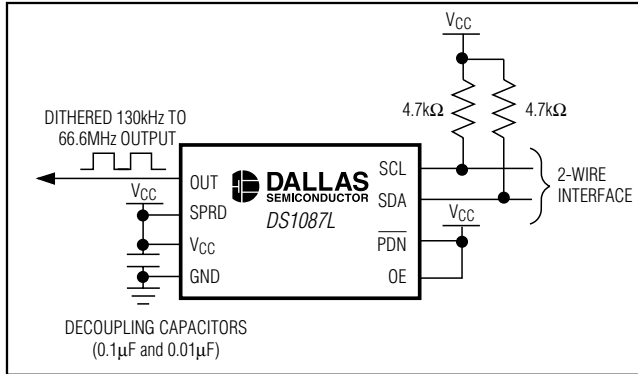 VCC
4.7kΩ
4.7kΩ
DITHERED 130kHz TO
66.6MHz OUTPUT
VCC
OUT
SPRD
VCC
GND
DALLAS
SEMICONDUCTOR
DS1087L
SCL
SDA
PDN
OE
2-WIRE
INTERFACE
VCC
DECOUPLING CAPACITORS
(0.1µF and 0.01µF)